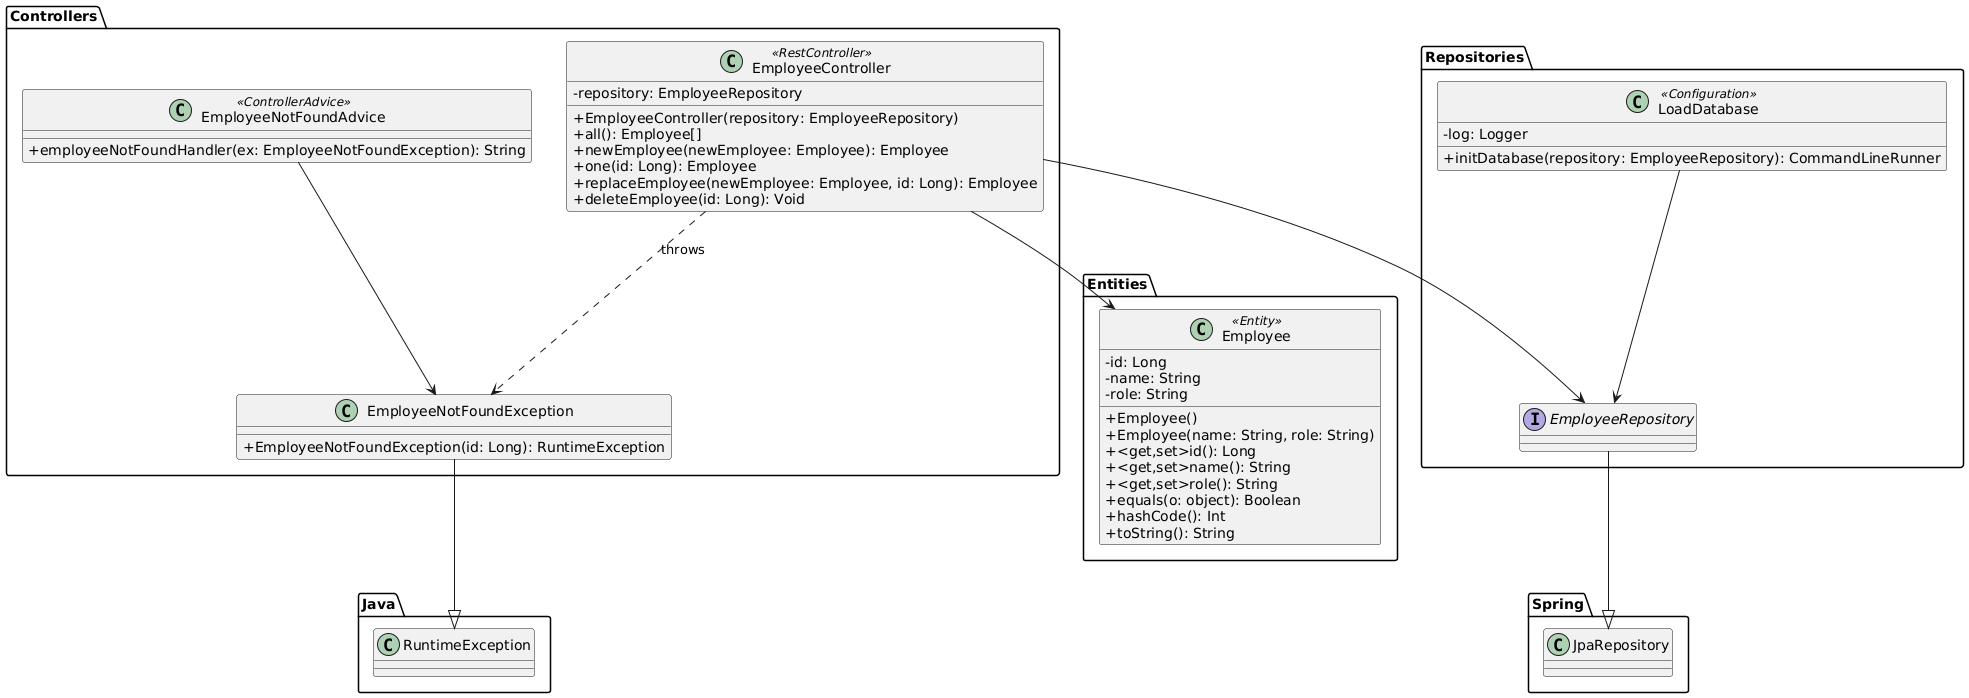 Controllers
«RestController»
EmployeeController
-repository: EmployeeRepository
+EmployeeController(repository: EmployeeRepository)
+all(): Employee[]
+newEmployee(newEmployee: Employee): Employee
+one(id: Long): Employee
+replaceEmployee(newEmployee: Employee, id: Long): Employee
+deleteEmployee(id: Long): Void
«ControllerAdvice»
EmployeeNotFoundAdvice
+employeeNotFoundHandler(ex: EmployeeNotFoundException): String
throws
EmployeeNotFoundException
+EmployeeNotFoundException(id: Long): RuntimeException
Repositories
«Configuration»
LoadDatabase
-log: Logger
+initDatabase(repository: EmployeeRepository): CommandLineRunner
EmployeeRepository
Entities
«Entity»
Employee
-id: Long
-name: String
-role: String
+Employee()
+Employee(name: String, role: String)
+<get,set>id(): Long
+<get,set>name(): String
+<get,set>role(): String
+equals(o: object): Boolean
+hashCode(): Int
+toString(): String
Java
RuntimeException
Spring
JpaRepository